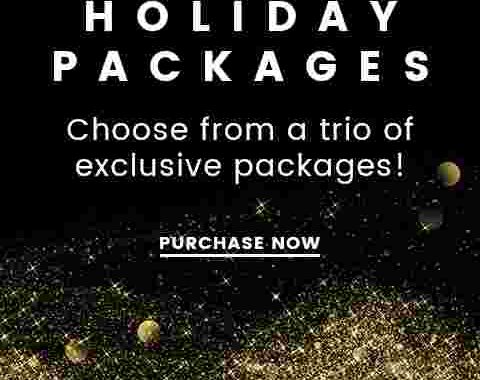 HOLIDAY
PACKAGES
Choose from a trio of
exclusive packages!
PURCHASE NOW